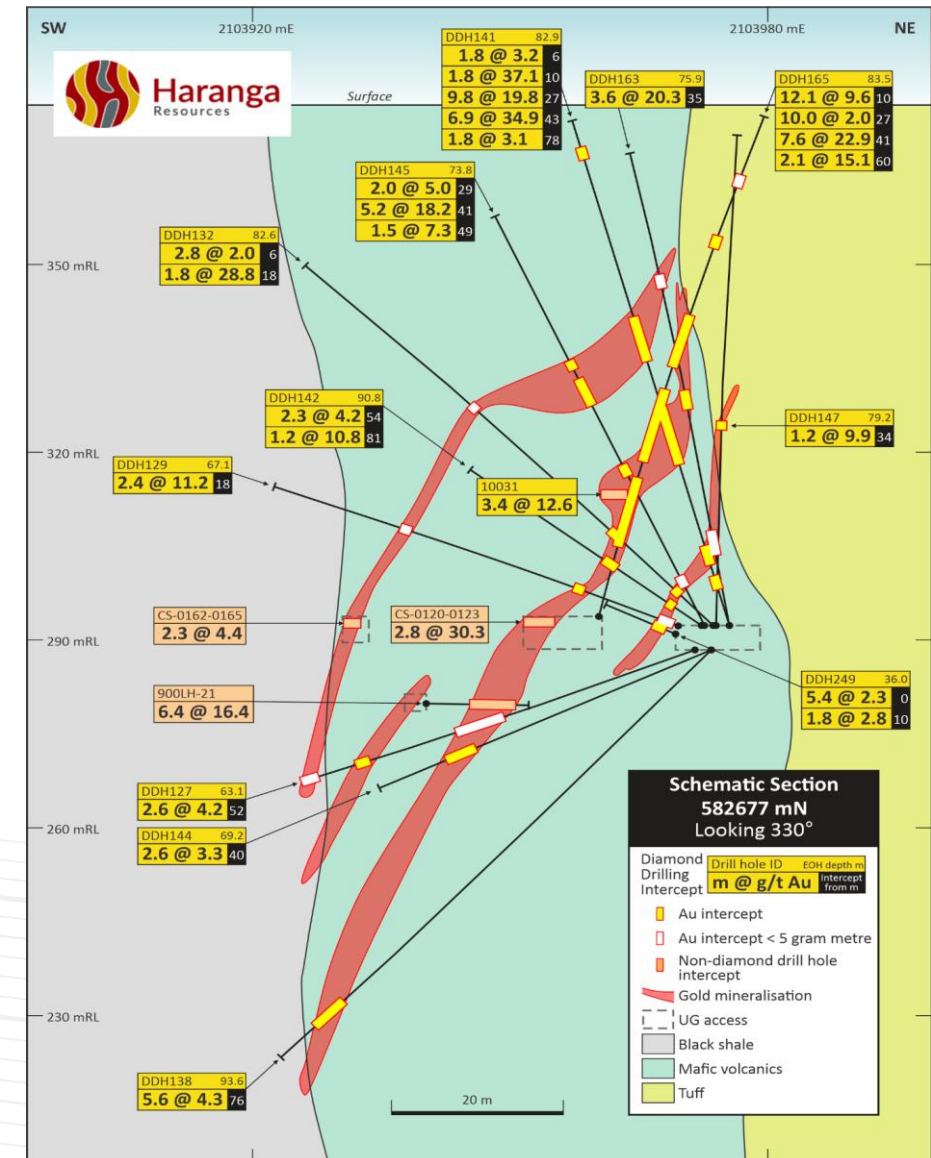 SW
2103920 mE
2103980 mE
NE
Haranga
Resources
Surface
DDH141 82.9
1.8 @ 3.2 6
1.8 @ 37.1 10
9.8 @ 19.8 27
6.9 @ 34.9 43
1.8 @ 3.1 78
DDH163 75.9
3.6 @ 20.3 35
DDH165 83.5
12.1 @ 9.6 10
10.0 @ 2.0 27
7.6 @ 22.9 41
2.1 @ 15.1 60
DDH145 73.8
2.0 @ 5.0 29
5.2 @ 18.2 41
1.5 @ 7.3 49
DDH132 82.6
2.8 @ 2.0 6
1.8 @ 28.8 18
350 mRL
DDH142 90.8
2.3 @ 4.2 54
1.2 @ 10.8 81
DDH147 79.2
1.2 @ 9.9 34
320 mRL
DDH129 67.1
2.4 @ 11.2 18
10031
3.4 @ 12.6
CS-0162-0165
2.3 @ 4.4
CS-0120-0123
2.8 @ 30.3
290 mRL
900LH-21
6.4 @ 16.4
DDH249 36.0
5.4 @ 2.3 0
1.8 @ 2.8 10
DDH127 63.1
2.6 @ 4.2 52
260 mRL
DDH144 69.2
2.6 @ 3.3 40
230 mRL
DDH138 93.6
5.6 @ 4.3 76
20 m
Schematic Section
582677 mN
Looking 330°
Diamond
Drilling
Intercept
Drill hole ID EOH depth m
m @ g/t Au Intercept
from m
Au intercept
Au intercept < 5 gram metre
Non-diamond drill hole
intercept
Gold mineralisation
UG access
Black shale
Mafic volcanics
Tuff